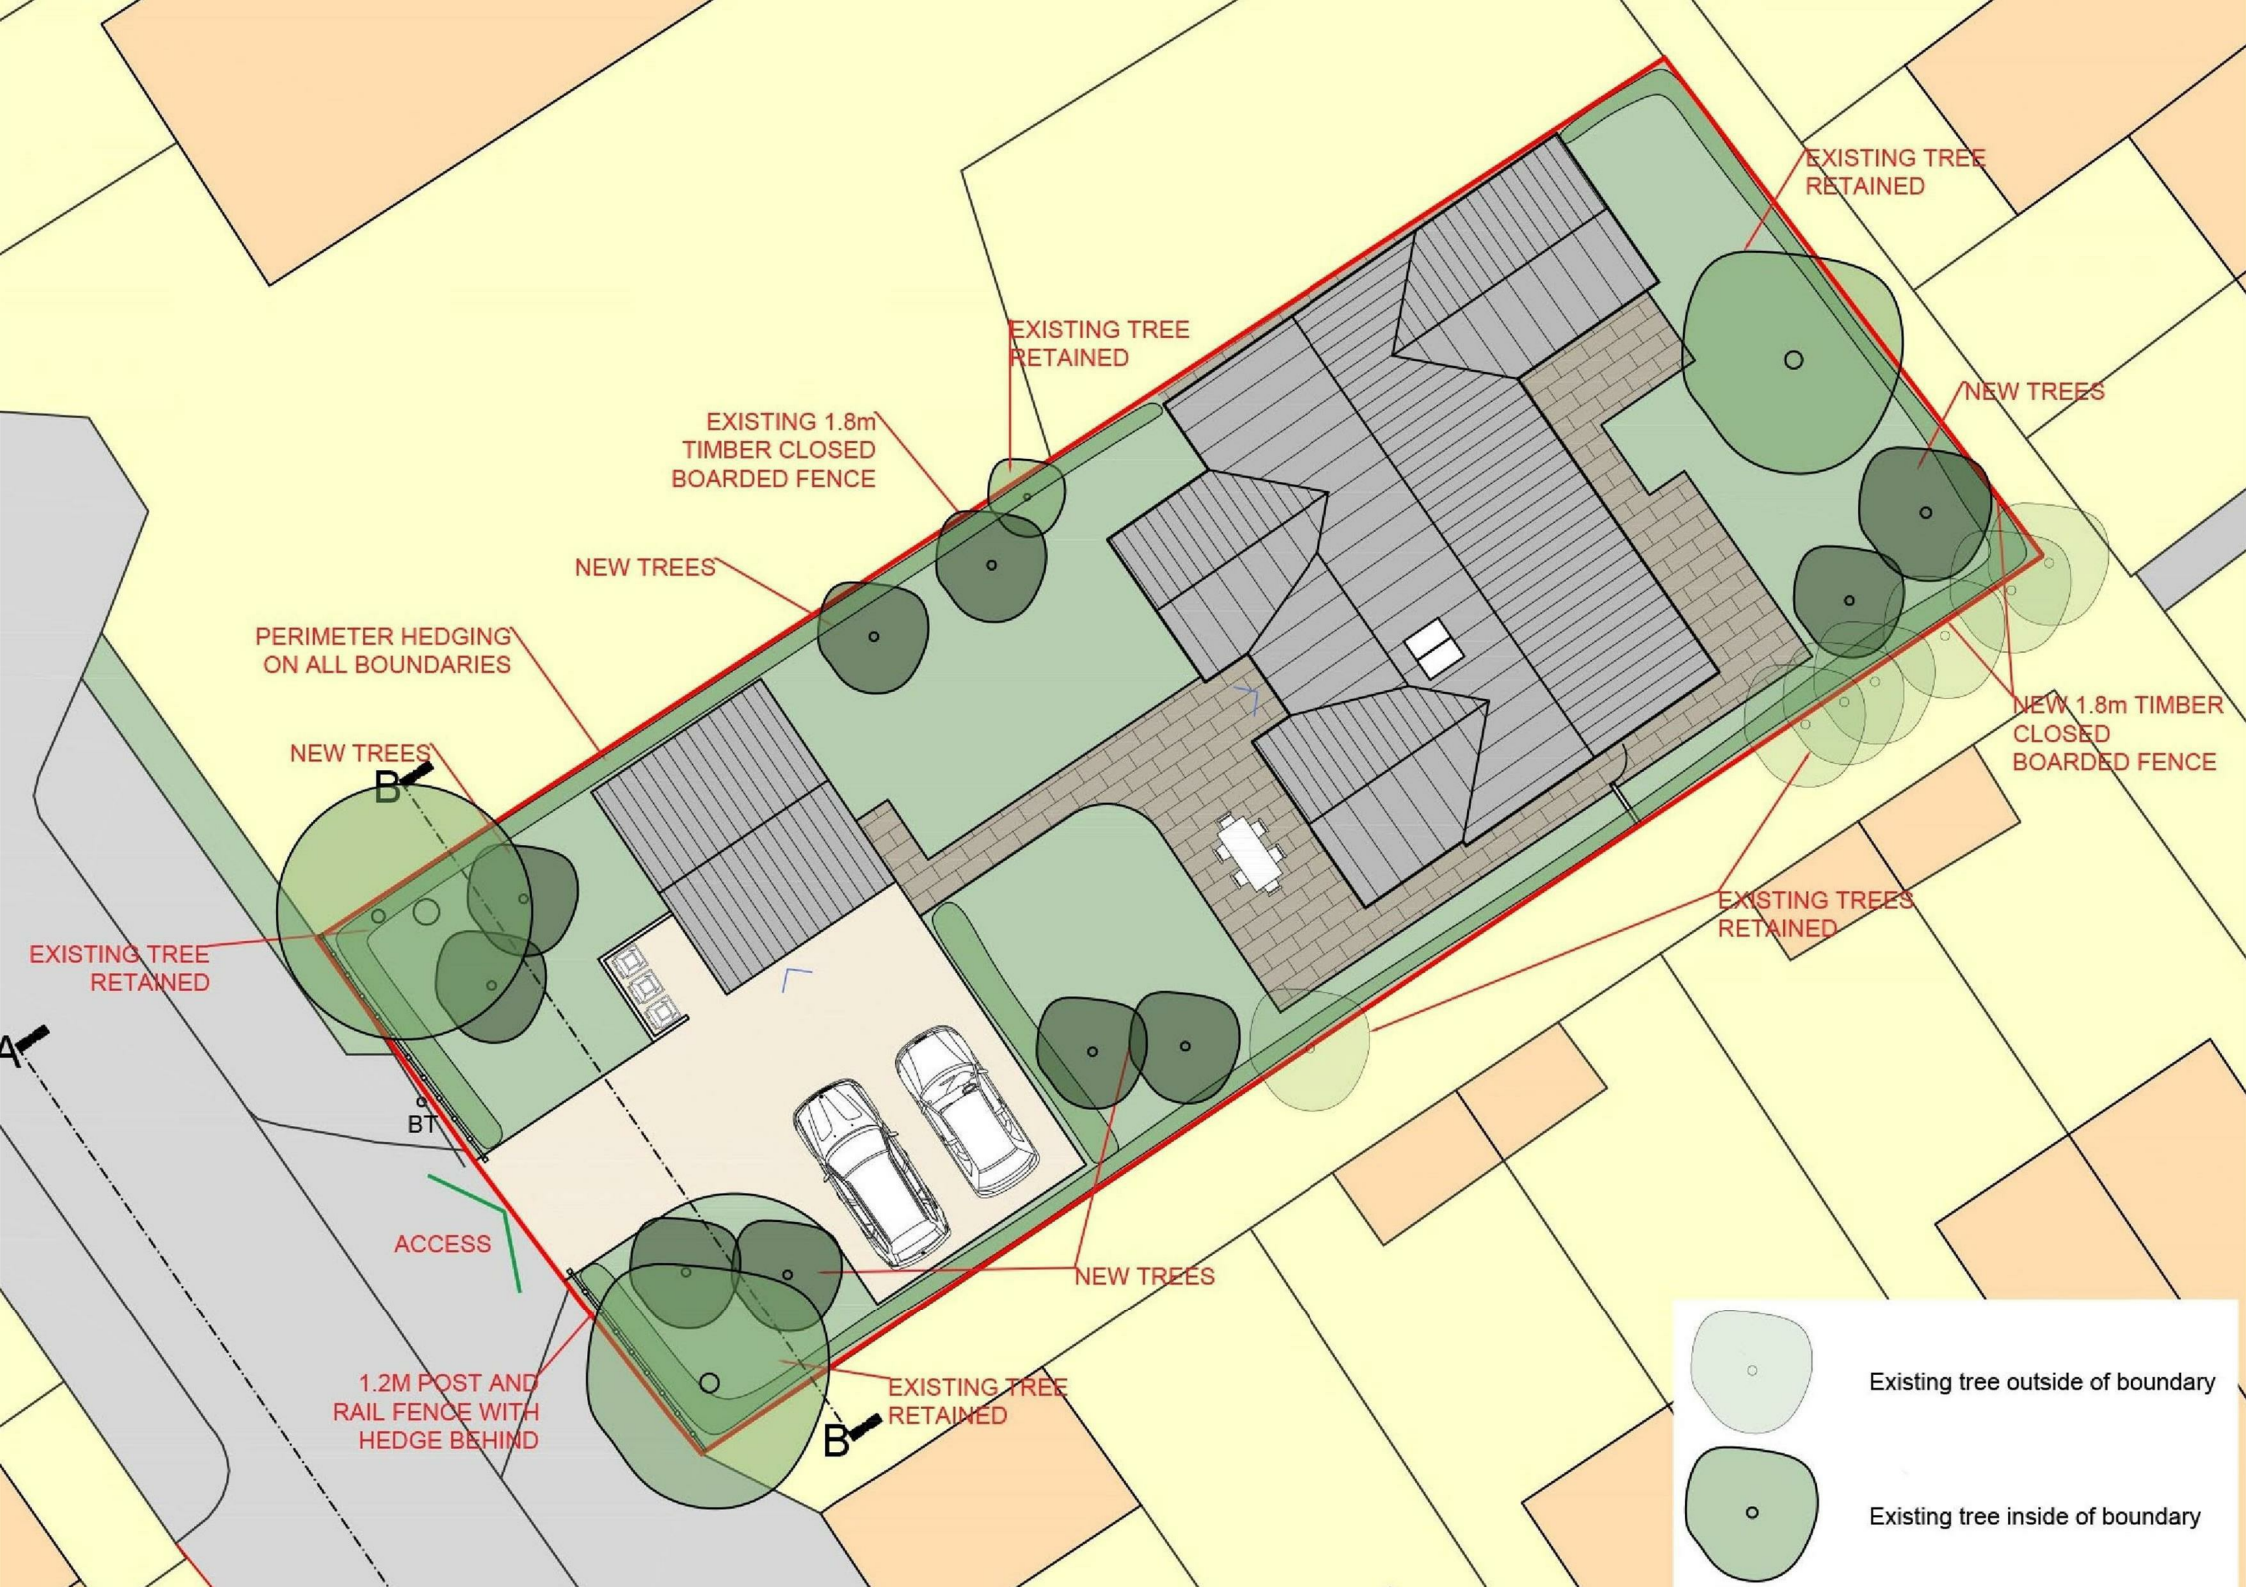 EXISTING TREE
RETAINED
EXISTING TREE
RETAINED
NEW TREES
EXISTING 1.8m
TIMBER CLOSED
BOARDED FENCE
NEW TREES
PERIMETER HEDGING
ON ALL BOUNDARIES
NEW 1.8m TIMBER
CLOSED
BOARDED FENCE
NEW TREES
B
EXISTING TREES
RETAINED
EXISTING TREE
RETAINED
A
BT
ACCESS
NEW TREES
1.2M POST AND
RAIL FENCE WITH
HEDGE BEHIND
EXISTING TREE
RETAINED
B
Existing tree outside of boundary
Existing tree inside of boundary